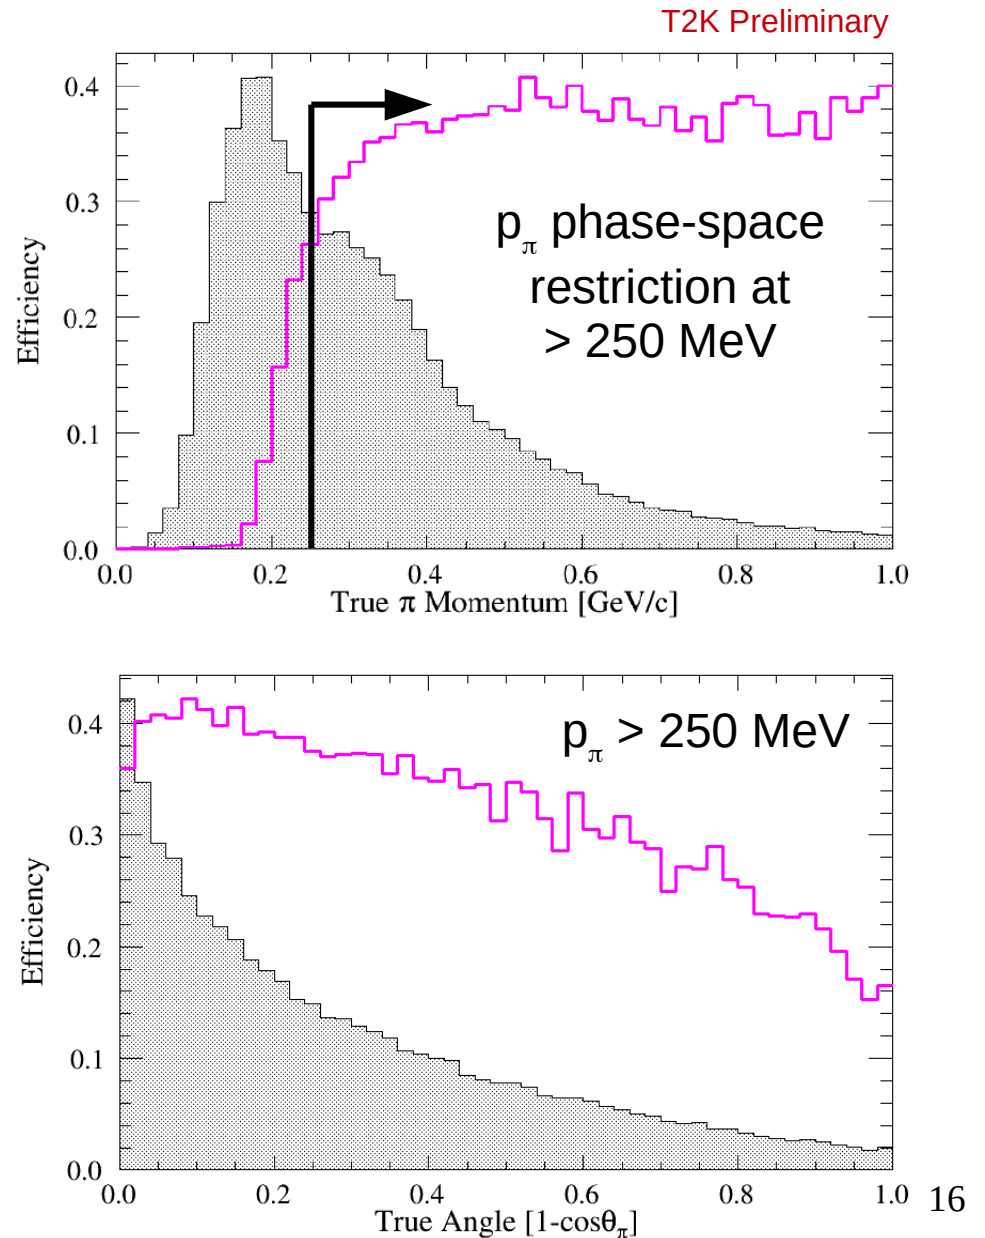 T2K Preliminary
0.4
0.3
0.2
0.1
0.0
Efficiency
p_π phase-space
restriction at
> 250 MeV
0.0 0.2 0.4 0.6 0.8 1.0
True π Momentum [GeV/c]
p_π > 250 MeV
0.4
0.3
0.2
0.1
0.0
Efficiency
0.0 0.2 0.4 0.6 0.8 1.0
True Angle [1-cosθ_π]
16